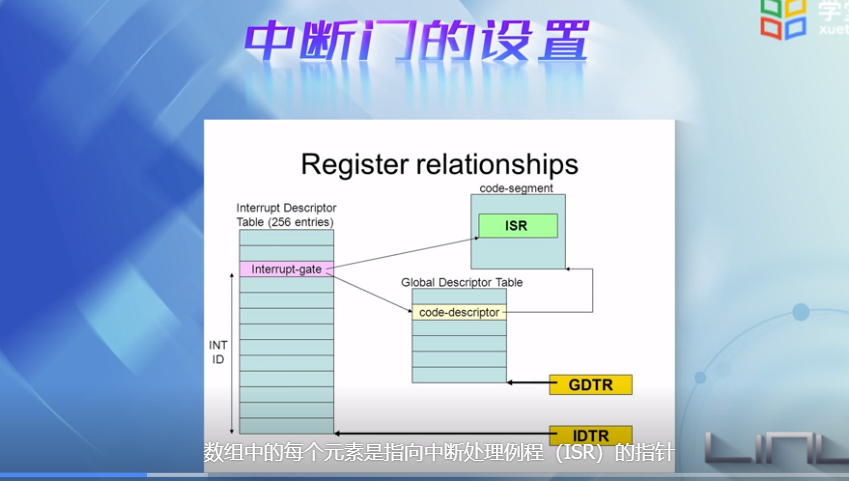 中断门的设置
学堂
xuet
Register relationships
code-segment
Interrupt Descriptor
Table (256 entries)
ISR
Interrupt-gate
Global Descriptor Table
code-descriptor
INT
ID
GDTR
IDTR
数组中的每个元素是指向中断处理例程（ISR）的指针